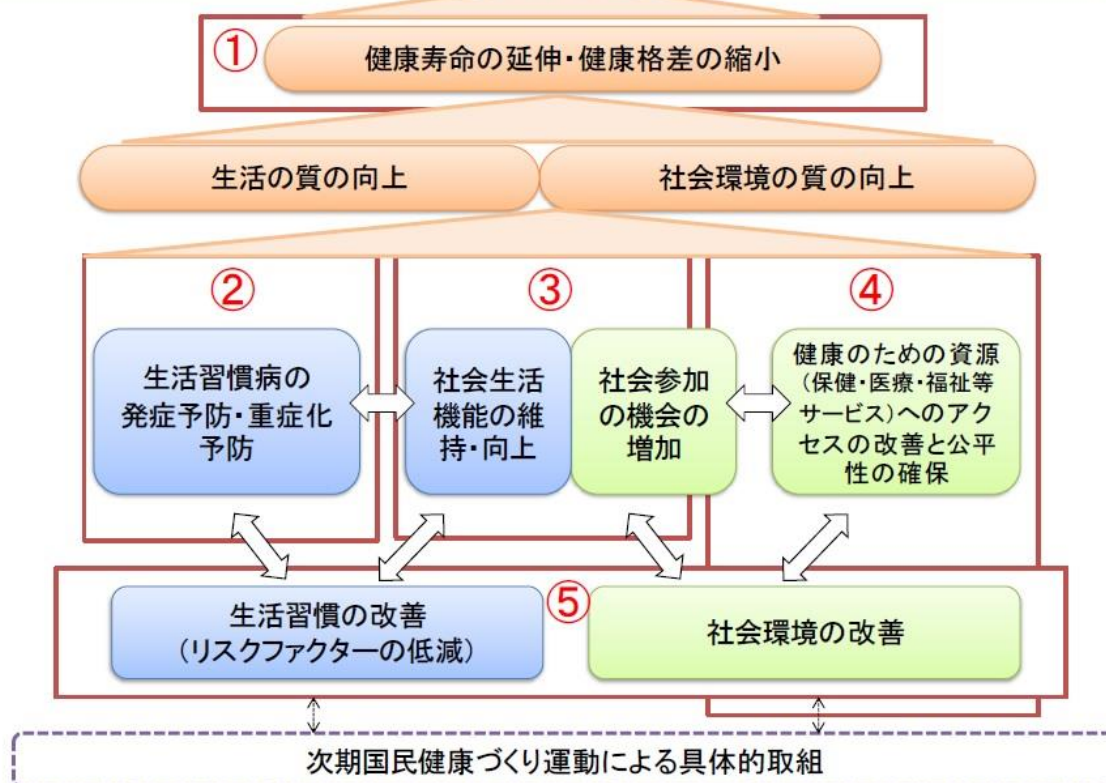 ①
健康寿命の延伸・健康格差の縮小
生活の質の向上
社会環境の質の向上
②
③
④
生活習慣病の
発症予防・重症化
予防
社会生活
機能の維
持・向上
社会参加
の機会の
増加
健康のための資源
(保健・医療・福祉等
サービス)へのアク
セスの改善と公平
性の確保
⑤
生活習慣の改善
(リスクファクターの低減)
社会環境の改善
次期国民健康づくり運動による具体的取組